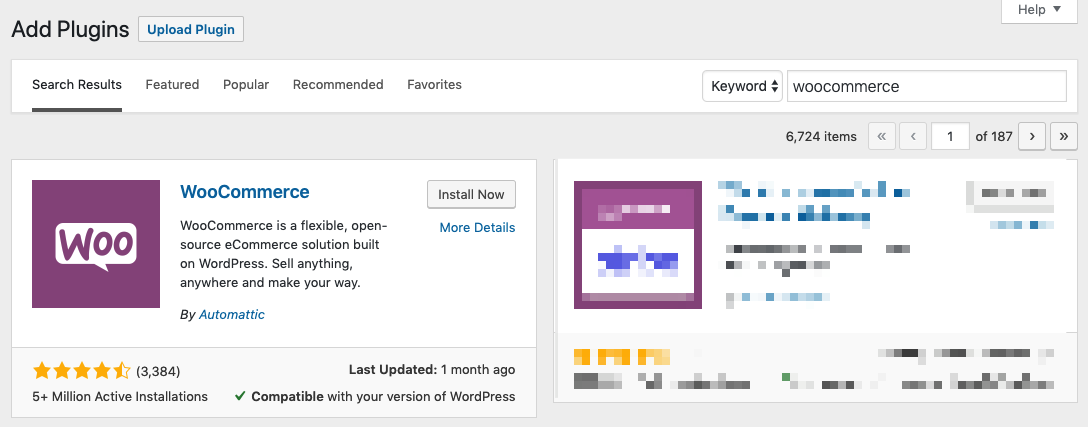 Help
Add Plugins Upload Plugin
Search Results Featured Popular Recommended Favorites Keyword woocommerce
6,724 items « ‹ 1 of 187 › »
WOO
WooCommerce
Install Now
More Details
WooCommerce is a flexible, open-
source eCommerce solution built
on WordPress. Sell anything,
anywhere and make your way.
By Automattic
(3,384)
Last Updated: 1 month ago
5+ Million Active Installations
Compatible with your version of WordPress